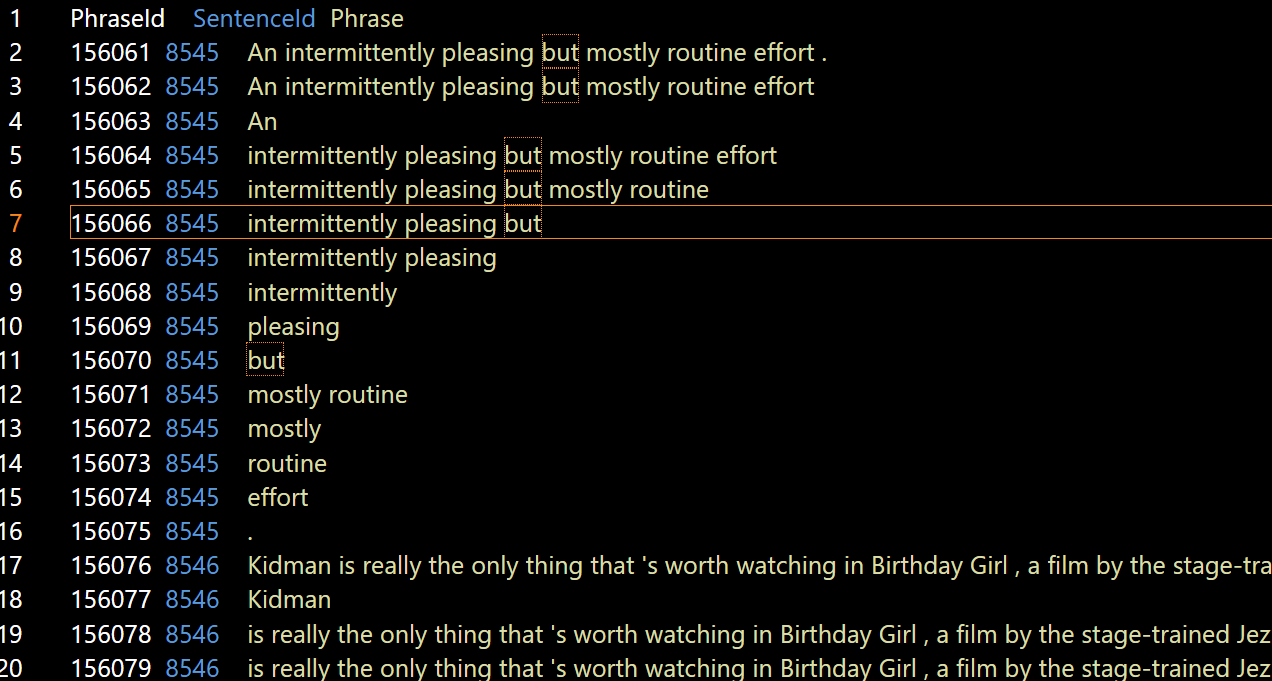 1 PhraseId SentenceId Phrase
2 156061 8545 An intermittently pleasing but mostly routine effort .
3 156062 8545 An intermittently pleasing but mostly routine effort
4 156063 8545 An
5 156064 8545 intermittently pleasing but mostly routine effort
6 156065 8545 intermittently pleasing but mostly routine
7 156066 8545 intermittently pleasing but
8 156067 8545 intermittently pleasing
9 156068 8545 intermittently
10 156069 8545 pleasing
11 156070 8545 but
12 156071 8545 mostly routine
13 156072 8545 mostly
14 156073 8545 routine
15 156074 8545 effort
16 156075 8545 .
17 156076 8546 Kidman is really the only thing that 's worth watching in Birthday Girl , a film by the stage-tra
18 156077 8546 Kidman
19 156078 8546 is really the only thing that 's worth watching in Birthday Girl , a film by the stage-trained Jez
20 156079 8546 is really the only thing that 's worth watching in Birthday Girl , a film by the stage-trained Jez